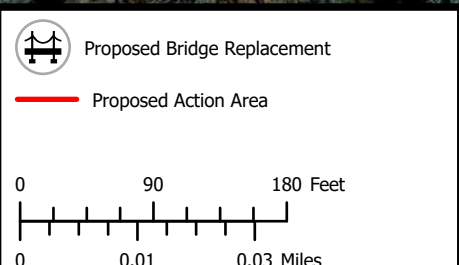 Proposed Bridge Replacement
Proposed Action Area
0 90 180 Feet
0 0.01 0.03 Miles